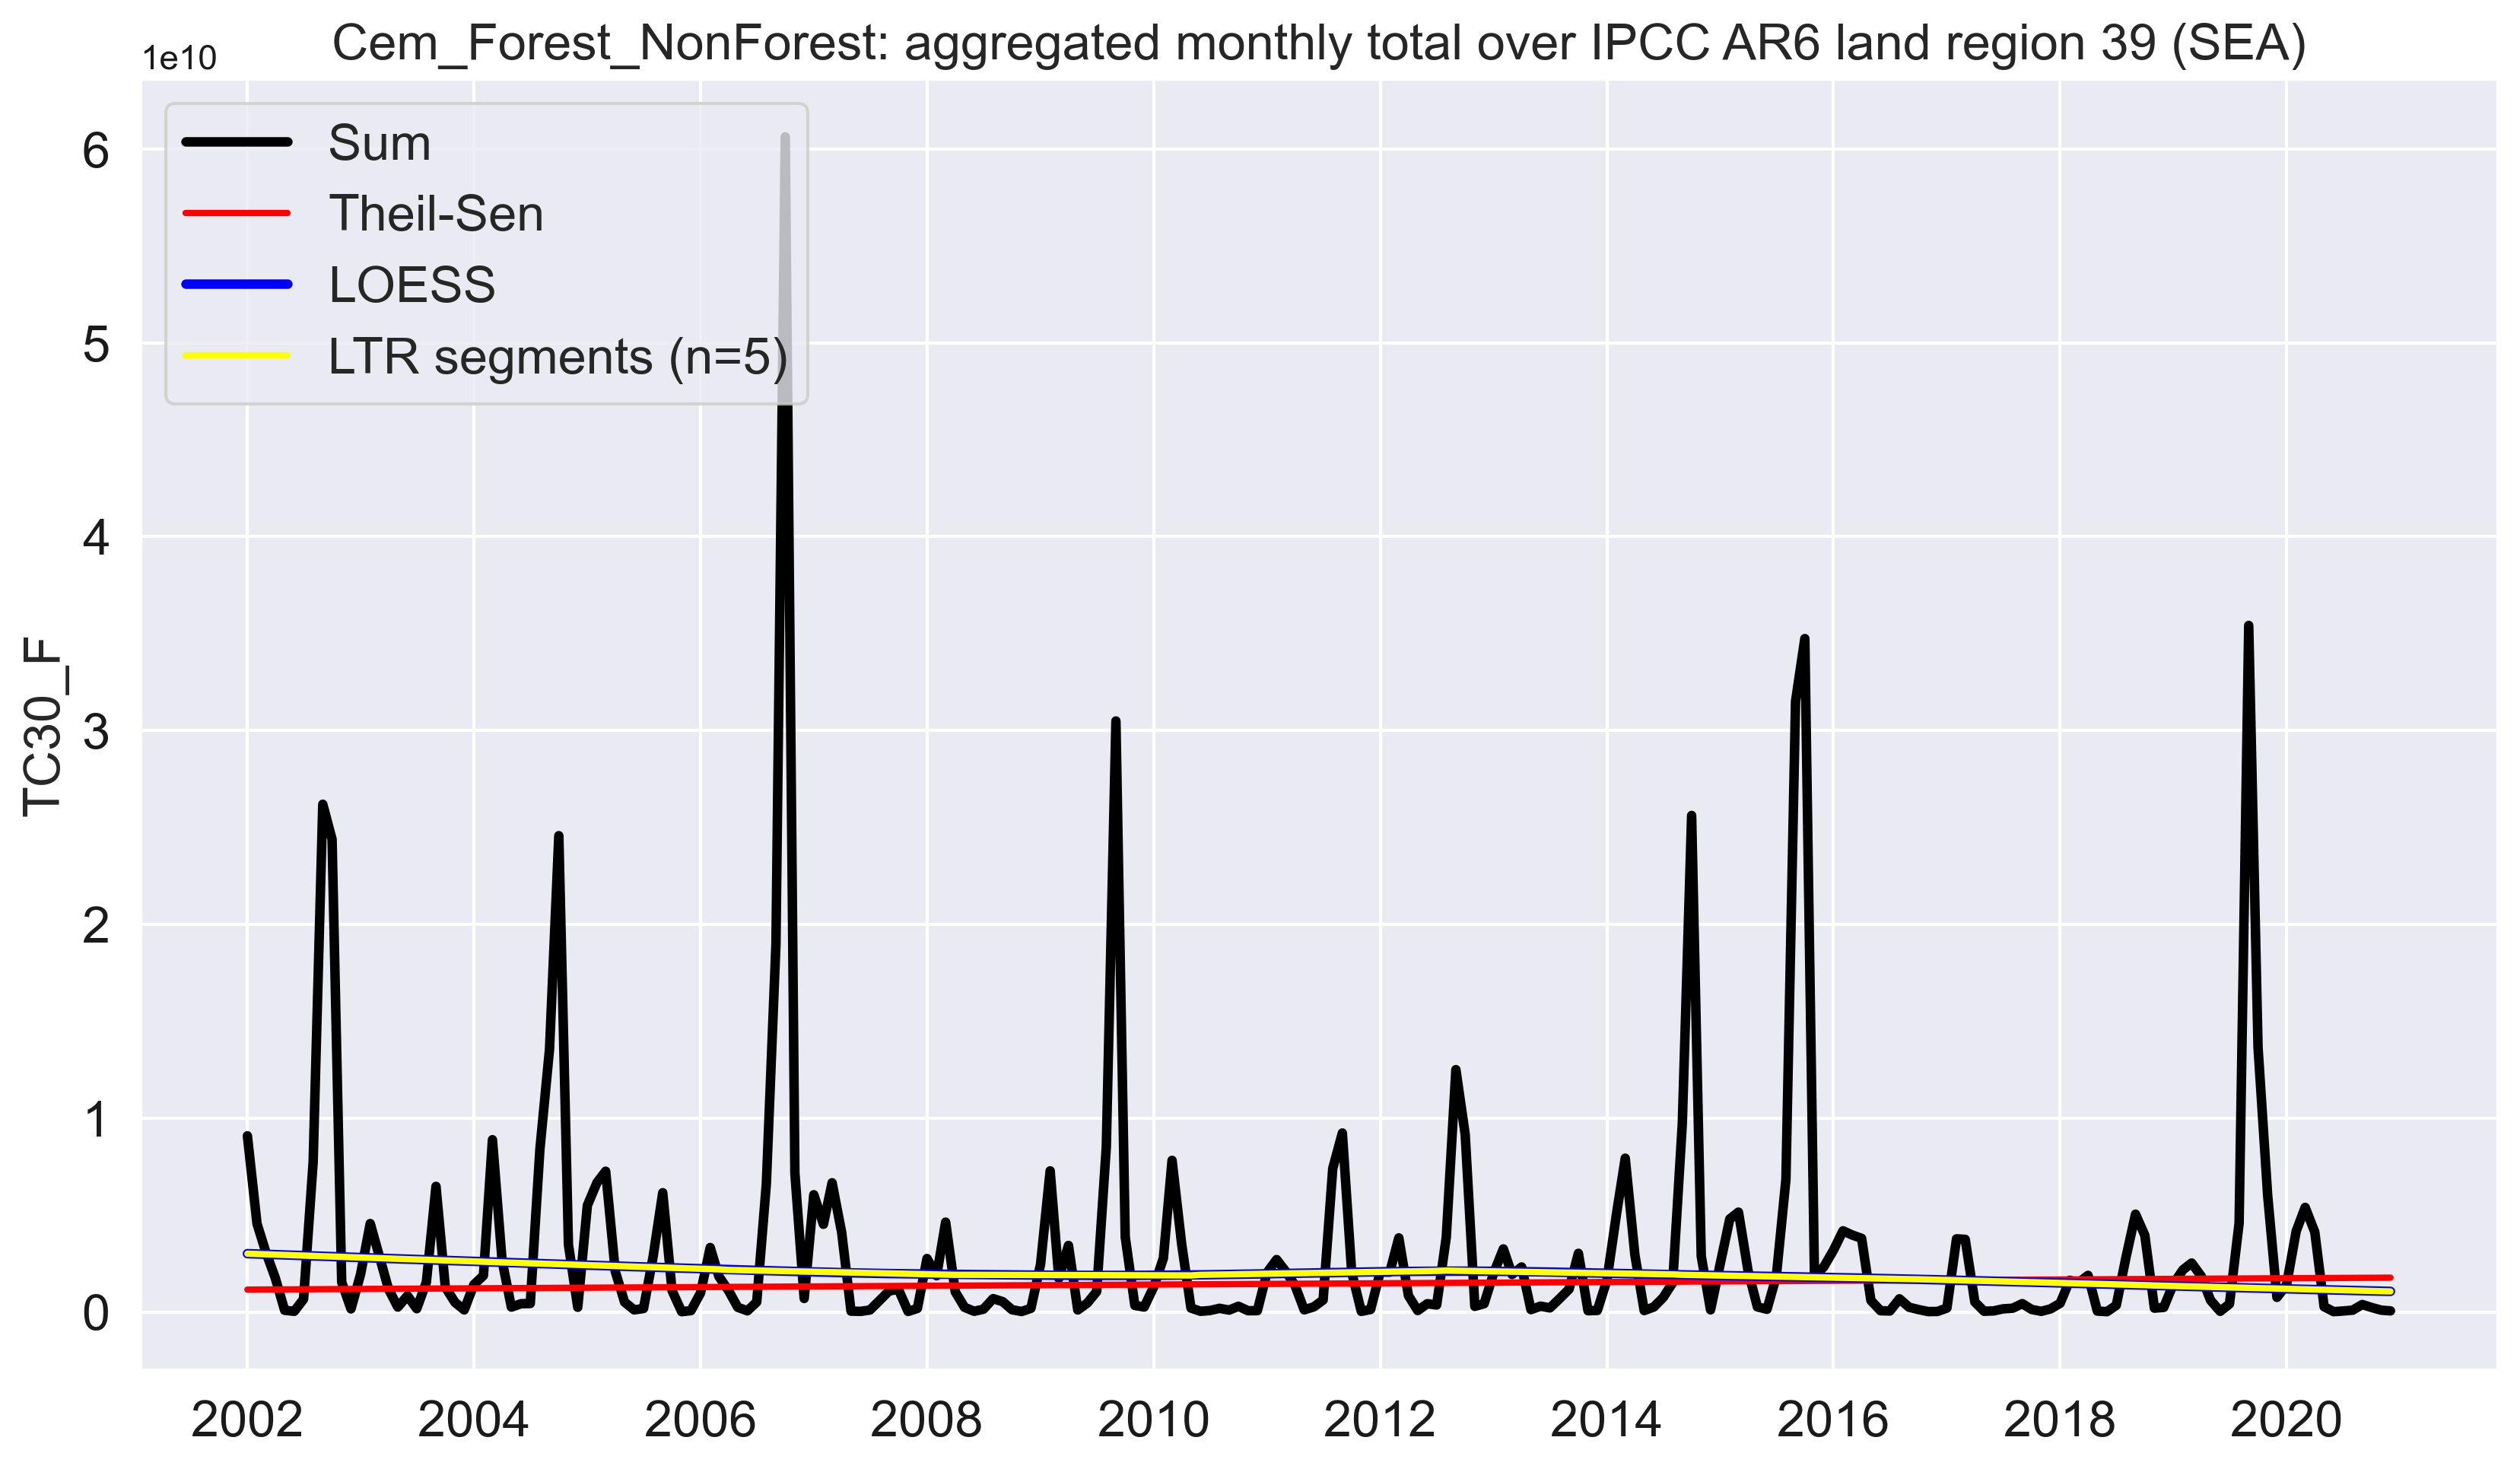 Cem_Forest_NonForest: aggregated monthly total over IPCC AR6 land region 39 (SEA)
1e10
Sum
Theil-Sen
LOESS
LTR segments (n=5)
TC30_F
6
5
4
3
2
1
0
2002 2004 2006 2008 2010 2012 2014 2016 2018 2020